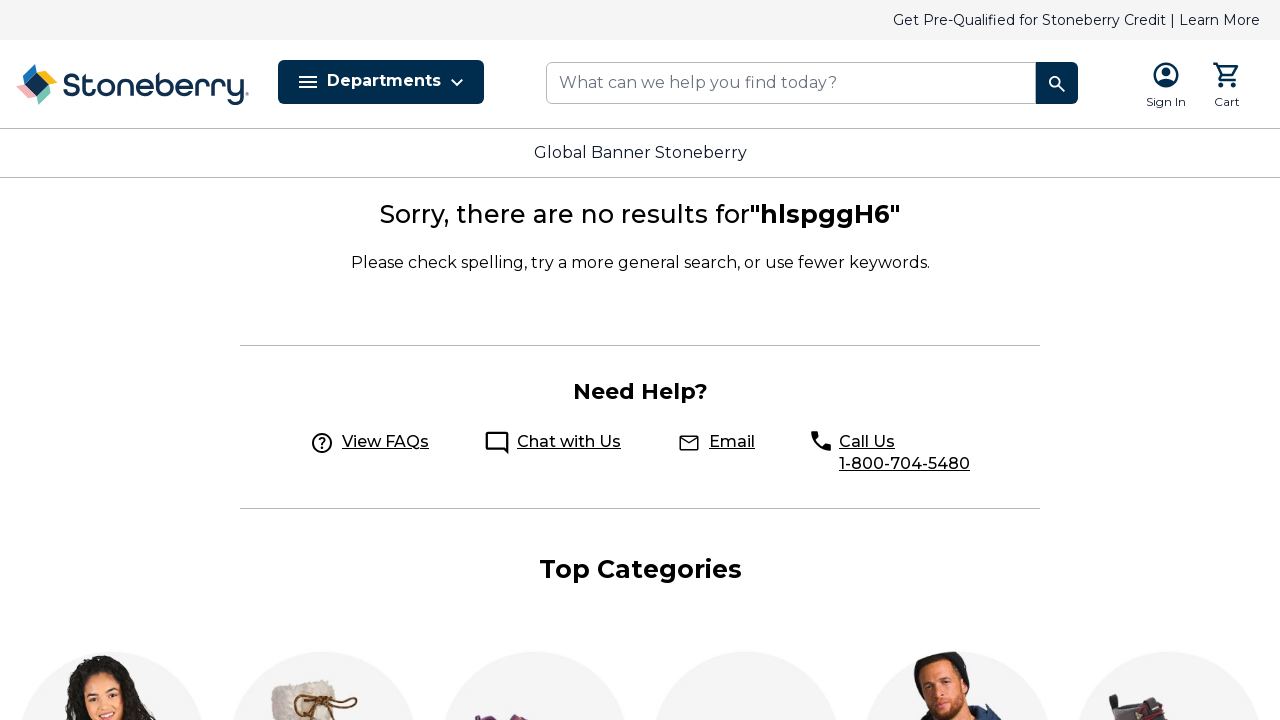 Get Pre-Qualified for Stoneberry Credit | Learn More
Stoneberry
Departments
What can we help you find today?
Sign In
Cart
Global Banner Stoneberry
Sorry, there are no results for"hlspggH6"
Please check spelling, try a more general search, or use fewer keywords.
Need Help?
View FAQs
Chat with Us
Email
Call Us
1-800-704-5480
Top Categories